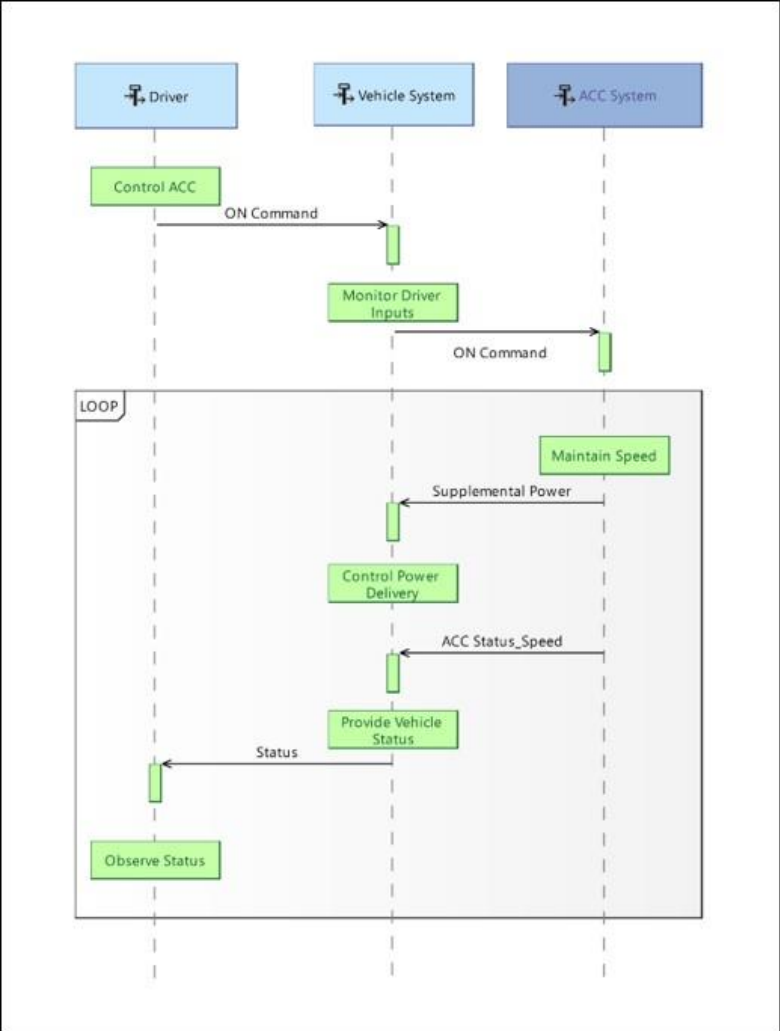 Driver
Vehicle System
ACC System
Control ACC
ON Command
Monitor Driver
Inputs
ON Command
LOOP
Maintain Speed
Supplemental Power
Control Power
Delivery
ACC Status_Speed
Provide Vehicle
Status
Status
Observe Status